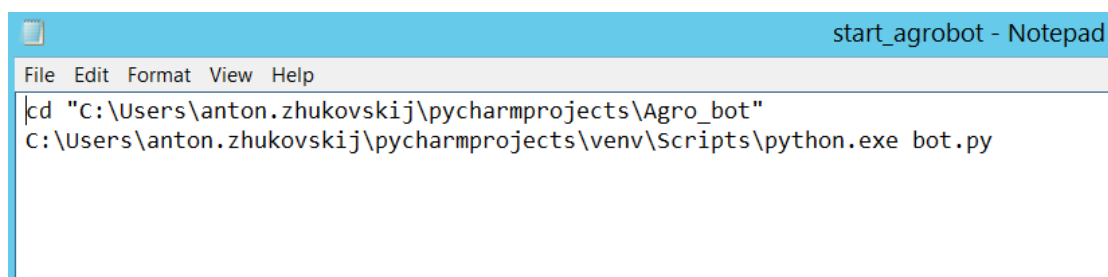 start_agrobot - Notepad
File Edit Format View Help
cd "C:\Users\anton.zhukovskij\pycharmprojects\Agro_bot"
C:\Users\anton.zhukovskij\pycharmprojects\venv\Scripts\python.exe bot.py